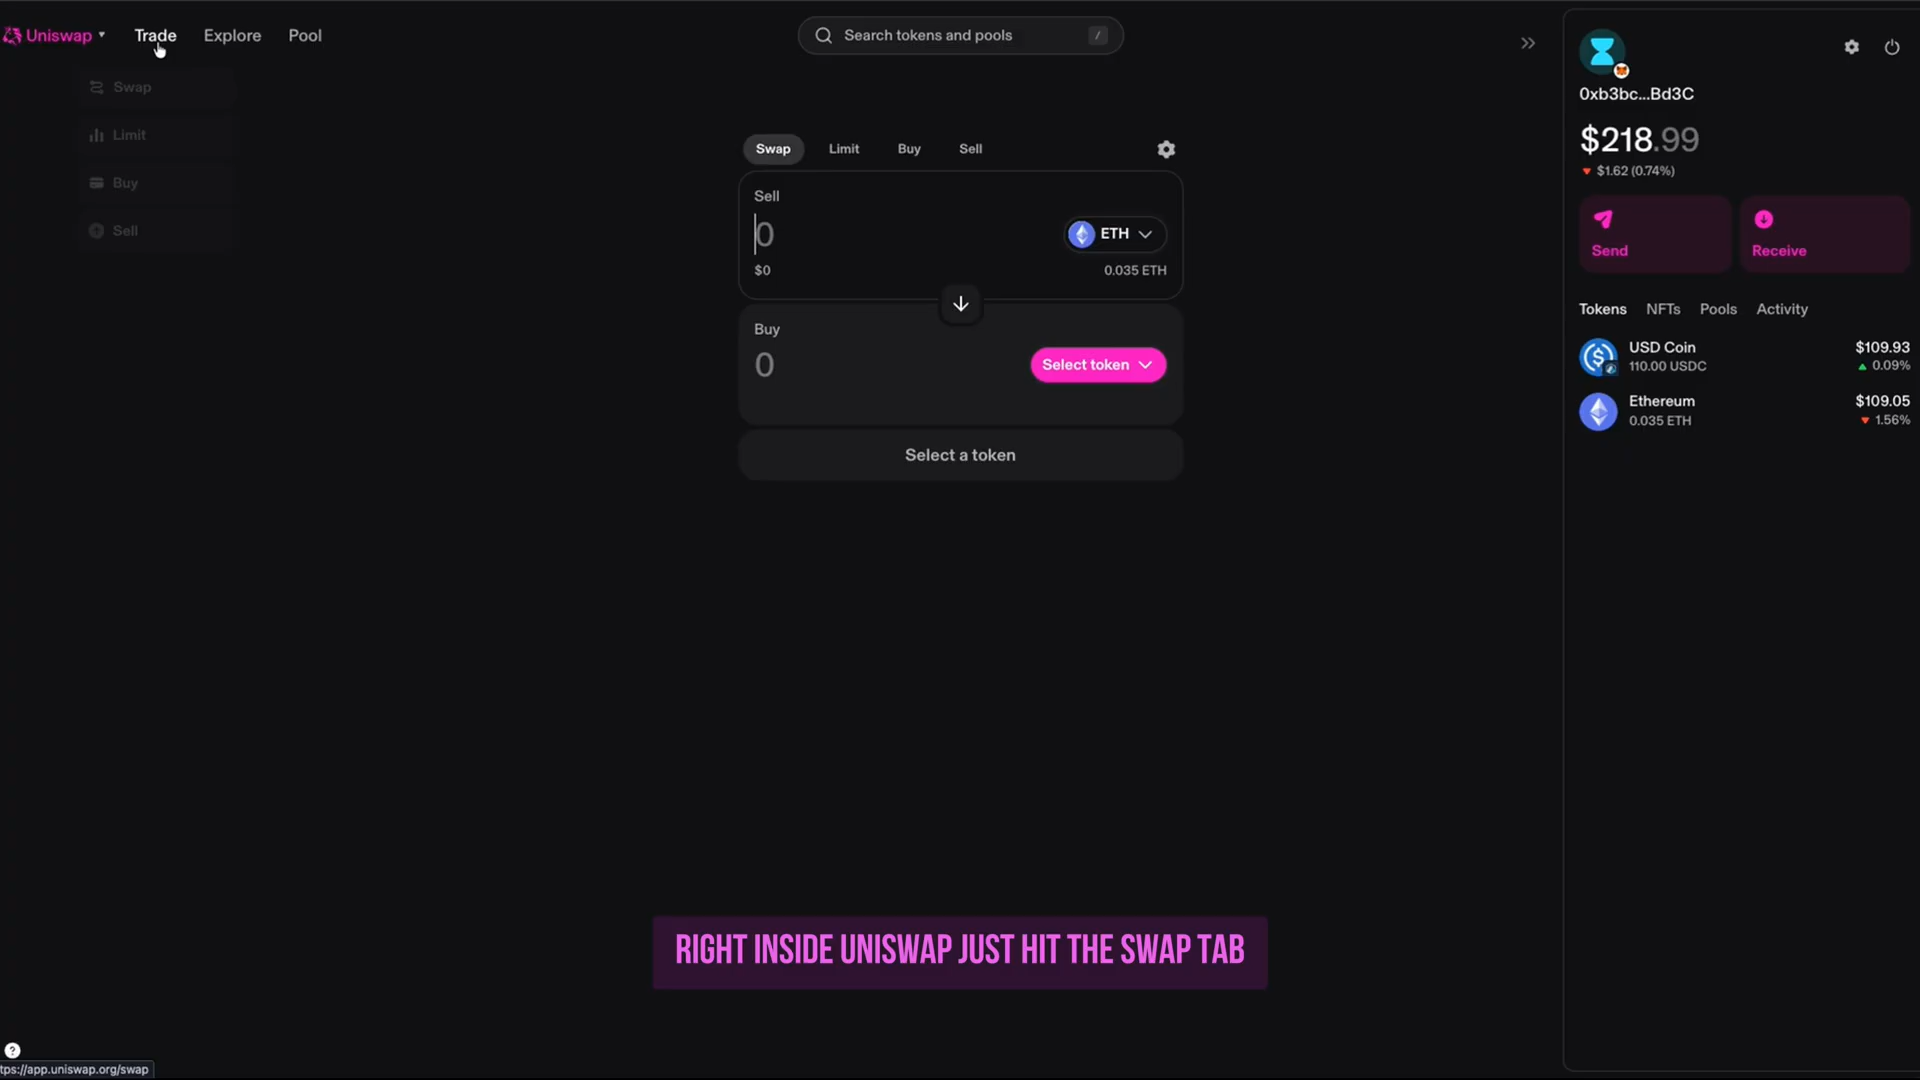 Uniswap
Trade
Explore
Pool
Search tokens and pools
/
Swap
Limit
Buy
Sell
Swap
Limit
Buy
Sell
Sell
0
ETH
$0
0.035 ETH
Buy
0
Select token
Select a token
0xb3bc...Bd3C
$218.99
$1.62 (0.74%)
Send
Receive
Tokens
NFTs
Pools
Activity
USD Coin
$109.93
110.00 USDC
0.09%
Ethereum
$109.05
0.035 ETH
1.56%
RIGHT INSIDE UNISWAP JUST HIT THE SWAP TAB
?
tps://app.uniswap.org/swap